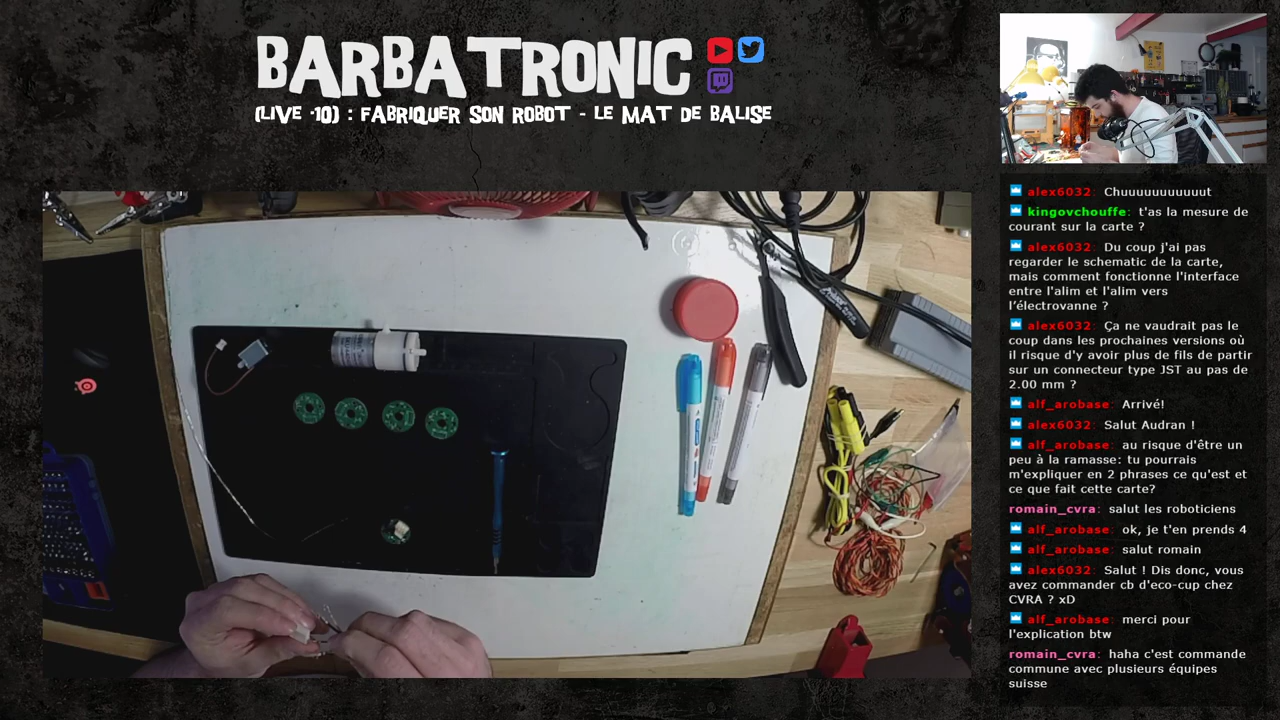 BARBATRONIC
(LIVE -10) : FABRIQUER SON ROBOT - LE MAT DE BALISE
alex6032: Chuuuuuuuuuuut
kingovchouffe: t'as la mesure de
courant sur la carte ?
alex6032: Du coup j'ai pas
regarder le schematic de la carte,
mais comment fonctionne l'interface
entre l'alim et l'alim vers
l'électrovanne ?
alex6032: Ça ne vaudrait pas le
coup dans les prochaines versions où
il risque d'y avoir plus de fils de partir
sur un connecteur type JST au pas de
2.00 mm ?
alf_arobase: Arrivé!
alex6032: Salut Audran !
alf_arobase: au risque d'être un
peu à la ramasse: tu pourrais
m'expliquer en 2 phrases ce qu'est et
ce que fait cette carte?
romain_cvra: salut les roboticiens
alf_arobase: ok, je t'en prends 4
alf_arobase: salut romain
alex6032: Salut ! Dis donc, vous
avez commander cb d'eco-cup chez
CVRA ? xD
alf_arobase: merci pour
l'explication btw
romain_cvra: haha c'est commande
commune avec plusieurs équipes
suisse